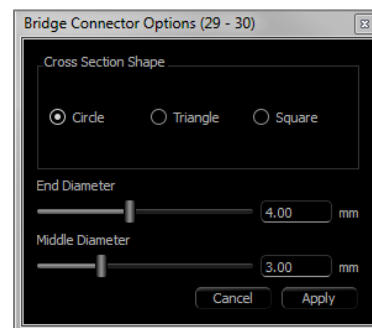 Bridge Connector Options (29 - 30)
Cross Section Shape
Circle Triangle Square
End Diameter
4.00 mm
Middle Diameter
3.00 mm
Cancel Apply